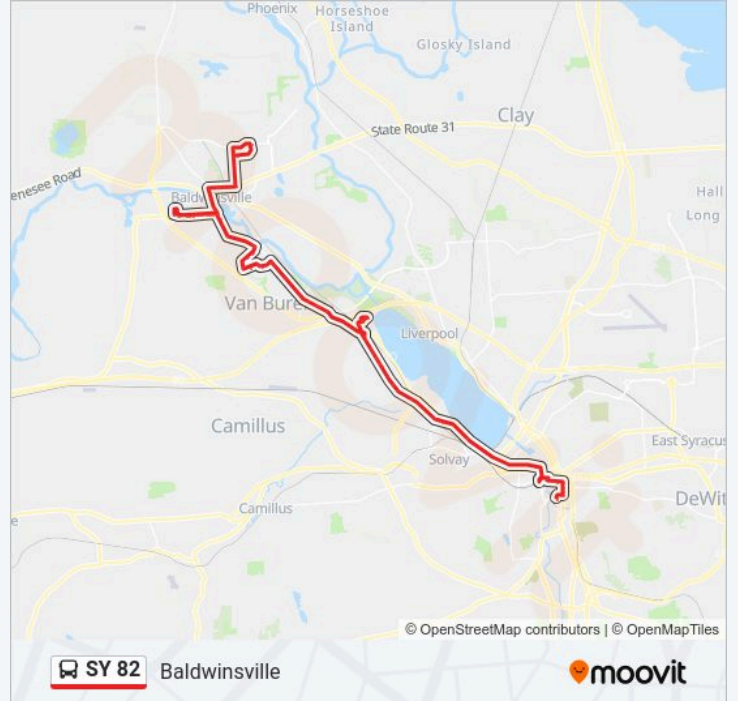 Phoenix
Horseshoe
Island
Glosky Island
Clay
State Route 31
enesee Road
Baldwinsville
Hall
Long
Van Bure
Liverpool
Camillus
East Syracus
Solvay
DeWit
Camillus
e
© OpenStreetMap contributors | © OpenMapTiles
SY 82 Baldwinsville
moovit